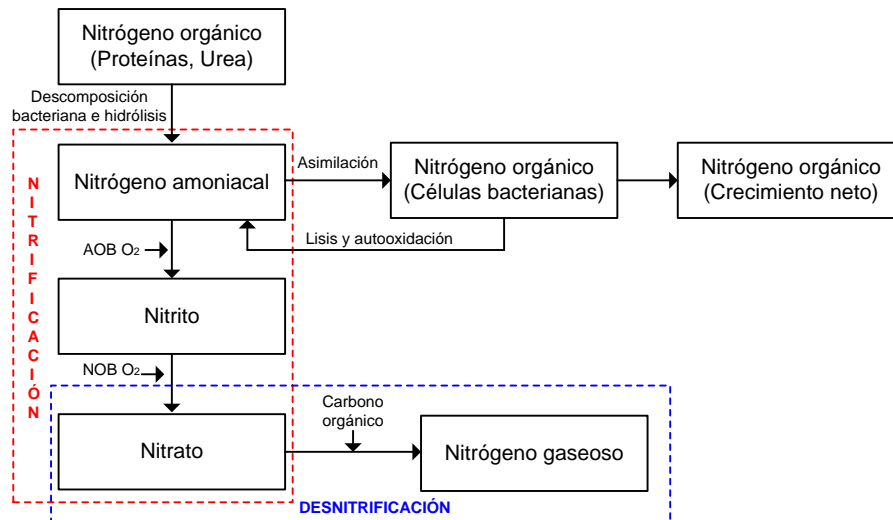 Nitrógeno orgánico
(Proteínas, Urea)
Descomposición
bacteriana e hidrólisis
NITRIFICACIÓN
Nitrógeno amoniacal
Asimilación
Nitrógeno orgánico
(Células bacterianas)
Nitrógeno orgánico
(Crecimiento neto)
Lisis y autooxidación
AOB O₂
Nitrito
NOB O₂
Nitrato
Carbono
orgánico
Nitrógeno gaseoso
DESNITRIFICACIÓN